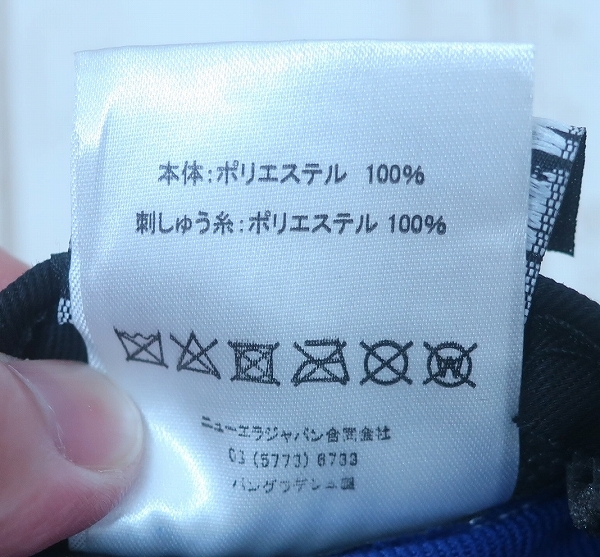 本体:ポリエステル 100%
刺しゅう糸:ポリエステル 100%
W
ニューエラジャパン合同会社
03 (5773) 8733
バングラデシュ製